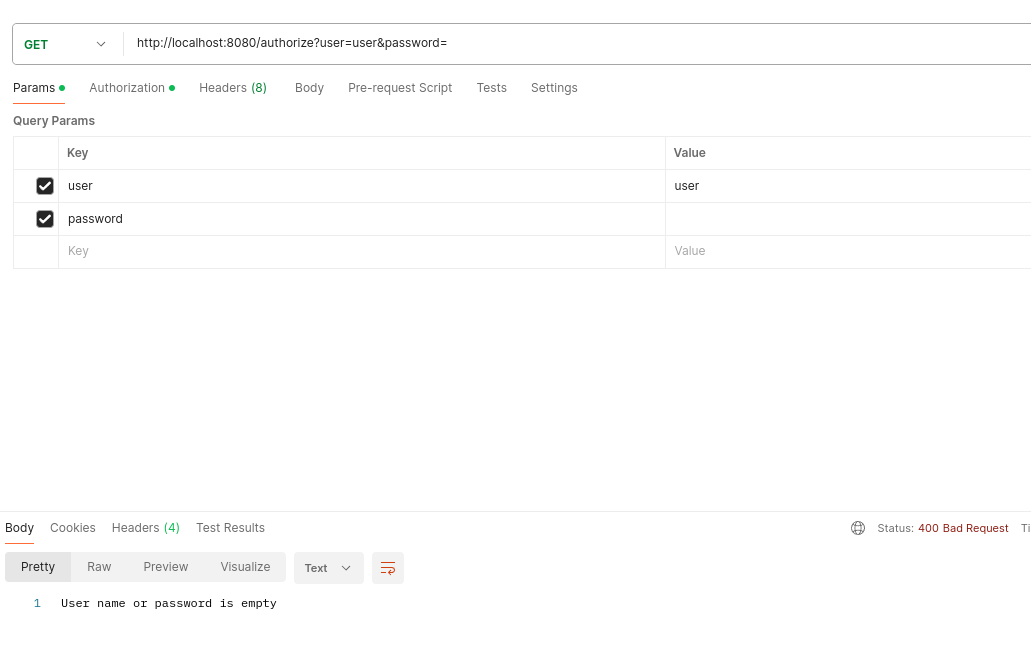 GET http://localhost:8080/authorize?user=user&password=
Params Authorization Headers (8) Body Pre-request Script Tests Settings
Query Params
Key Value
user user
password
Key Value
Body Cookies Headers (4) Test Results Status: 400 Bad Request Ti
Pretty Raw Preview Visualize Text
1 User name or password is empty